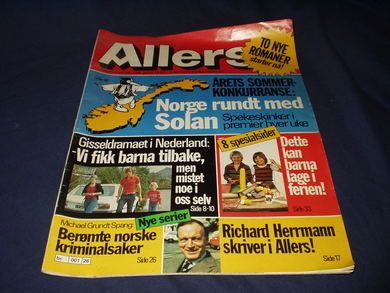 Allers
TO NYE
ROMANER
starter nå!
ÅRETS SOMMER-
KONKURRANSE:
Norge rundt med
Solan
Spekeskinker i
premier hver uke
Gisseldramaet i Nederland:
-Vi fikk barna tilbake,
men
mistet
noe i
oss selv
Side 8-10
8 spesialsider
Dette
kan
barna
lage i
ferien!
Side 33
Michael Grundt Spang:
Nye serier
Berømte norske
kriminalsaker
Side 26
Richard Herrmann
skriver i Allers!
Side 17